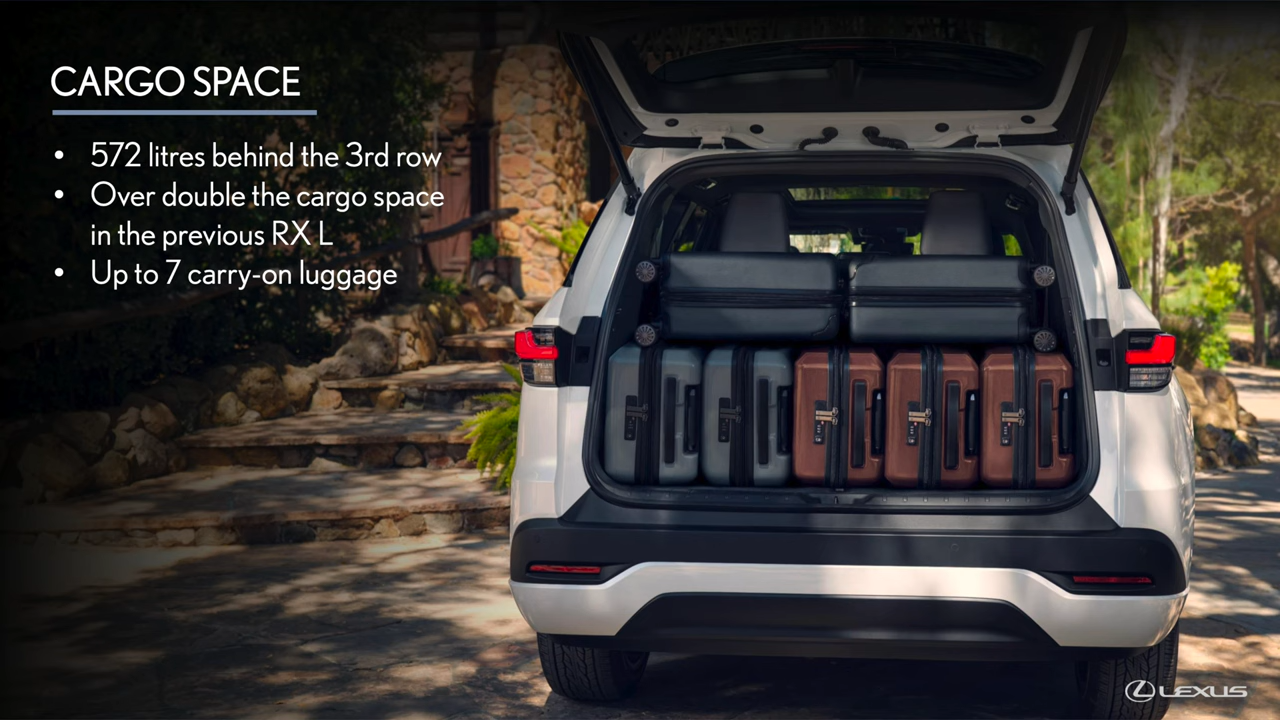 CARGO SPACE
• 572 litres behind the 3rd row
• Over double the cargo space
in the previous RX L
• Up to 7 carry-on luggage
LEXUS